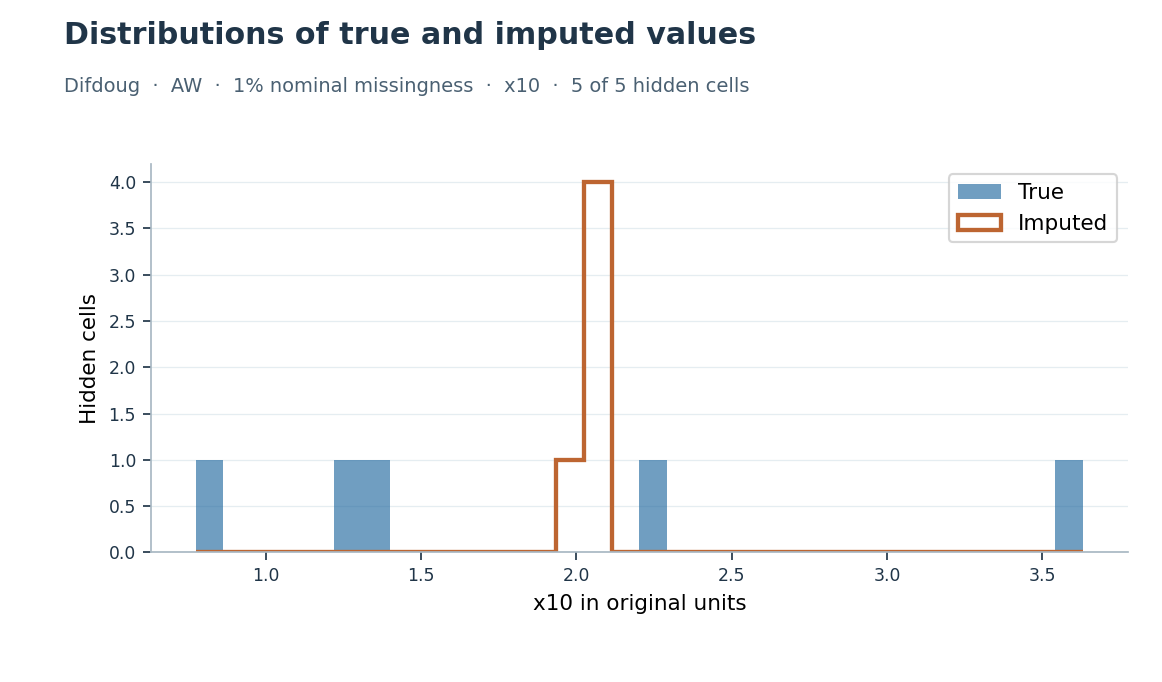 Distributions of true and imputed values
Difdoug · AW · 1% nominal missingness · x10 · 5 of 5 hidden cells
True
Imputed
Hidden cells
4.0
3.5
3.0
2.5
2.0
1.5
1.0
0.5
0.0
1.0 1.5 2.0 2.5 3.0 3.5
x10 in original units